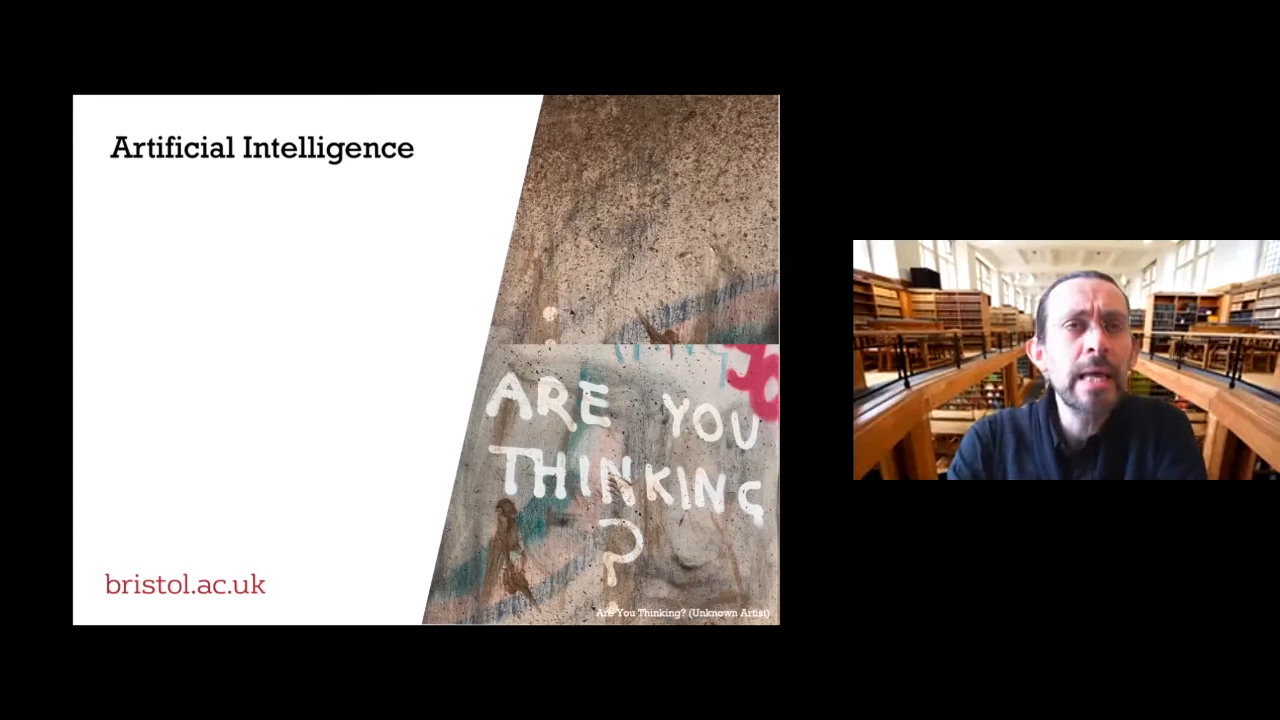 Artificial Intelligence
ARE YOU
THINKING
?
Are You Thinking? (Unknown Artist)
bristol.ac.uk